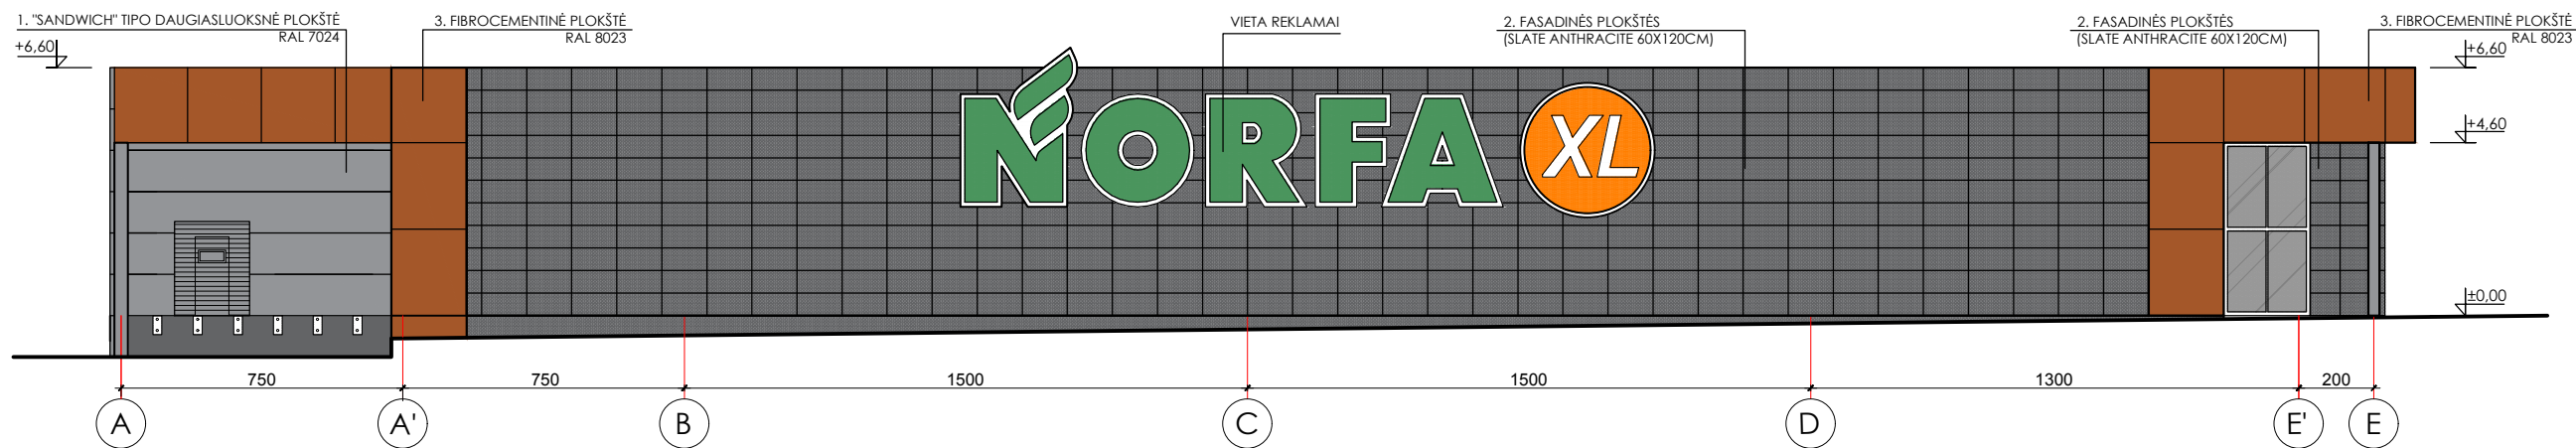 1. "SANDWICH" TIPO DAUGIASLUOKSNĖ PLOKŠTĖ
RAL 7024
3. FIBROCEMENTINĖ PLOKŠTĖ
RAL 8023
VIETA REKLAMAI
2. FASADINĖS PLOKŠTĖS
(SLATE ANTHRACITE 60X120CM)
2. FASADINĖS PLOKŠTĖS
(SLATE ANTHRACITE 60X120CM)
3. FIBROCEMENTINĖ PLOKŠTĖ
RAL 8023
+6,60
+6,60
+4,60
±0,00
NORFA XL
750
750
1500
1500
1300
200
A
A'
B
C
D
E'
E